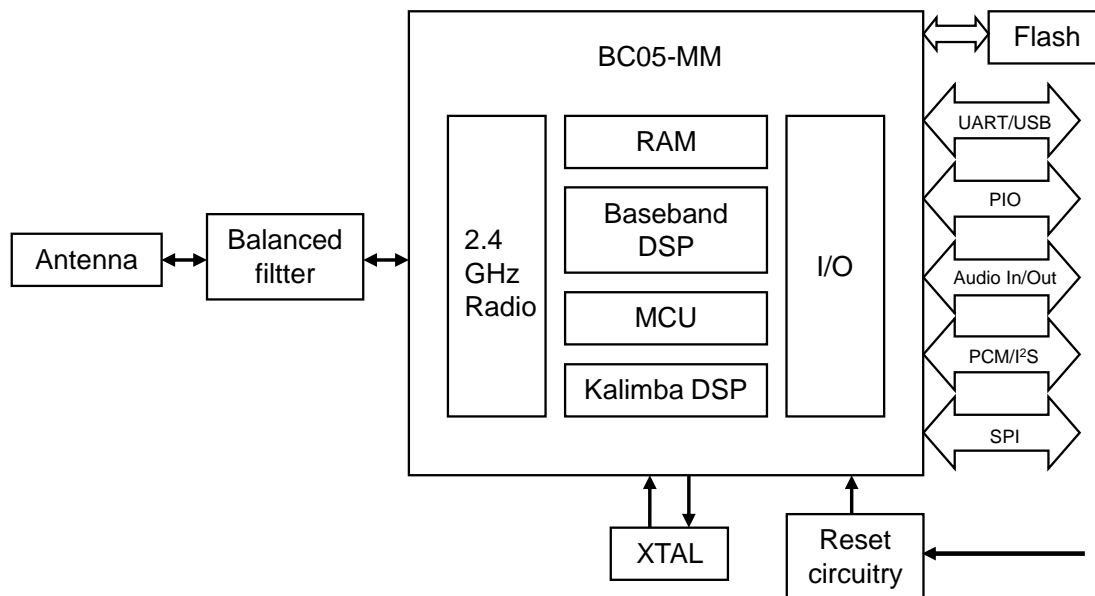 BC05-MM
Flash
UART/USB
PIO
Audio In/Out
PCM/I²S
SPI
RAM
Baseband
DSP
MCU
Kalimba DSP
2.4
GHz
Radio
I/O
Antenna
Balanced
filtter
XTAL
Reset
circuitry